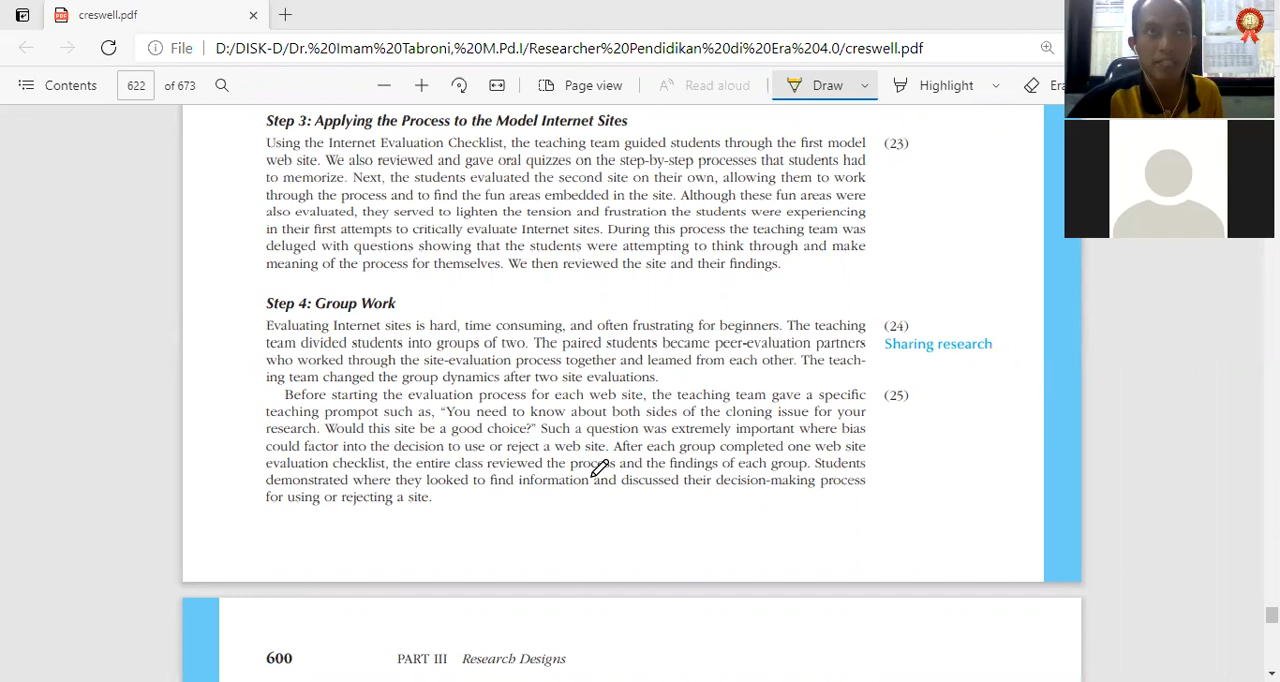 creswell.pdf
File
D:/DISK-D/Dr.%20Imam%20Tabroni,%20M.Pd.I/Researcher%20Pendidikan%20di%20Era%204.0/creswell.pdf
Contents
622 of 673
Page view
Read aloud
Draw
Highlight
Era
Step 3: Applying the Process to the Model Internet Sites
Using the Internet Evaluation Checklist, the teaching team guided students through the first model (23)
web site. We also reviewed and gave oral quizzes on the step-by-step processes that students had
to memorize. Next, the students evaluated the second site on their own, allowing them to work
through the process and to find the fun areas embedded in the site. Although these fun areas were
also evaluated, they served to lighten the tension and frustration the students were experiencing
in their first attempts to critically evaluate Internet sites. During this process the teaching team was
deluged with questions showing that the students were attempting to think through and make
meaning of the process for themselves. We then reviewed the site and their findings.
Step 4: Group Work
Evaluating Internet sites is hard, time consuming, and often frustrating for beginners. The teaching (24)
team divided students into groups of two. The paired students became peer-evaluation partners Sharing research
who worked through the site-evaluation process together and leamed from each other. The teach-
ing team changed the group dynamics after two site evaluations.
Before starting the evaluation process for each web site, the teaching team gave a specific (25)
teaching prompot such as, “You need to know about both sides of the cloning issue for your
research. Would this site be a good choice?” Such a question was extremely important where bias
could factor into the decision to use or reject a web site. After each group completed one web site
evaluation checklist, the entire class reviewed the process and the findings of each group. Students
demonstrated where they looked to find information and discussed their decision-making process
for using or rejecting a site.
600 PART III Research Designs